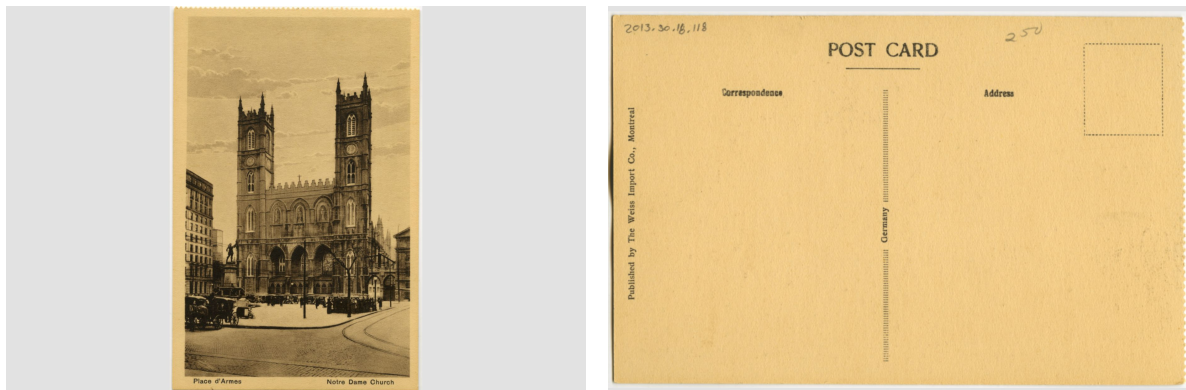 Place d'Armes
Notre Dame Church
2013.30.18.118
250
POST CARD
Correspondence
Address
Published by The Weiss Import Co., Montreal
Germany